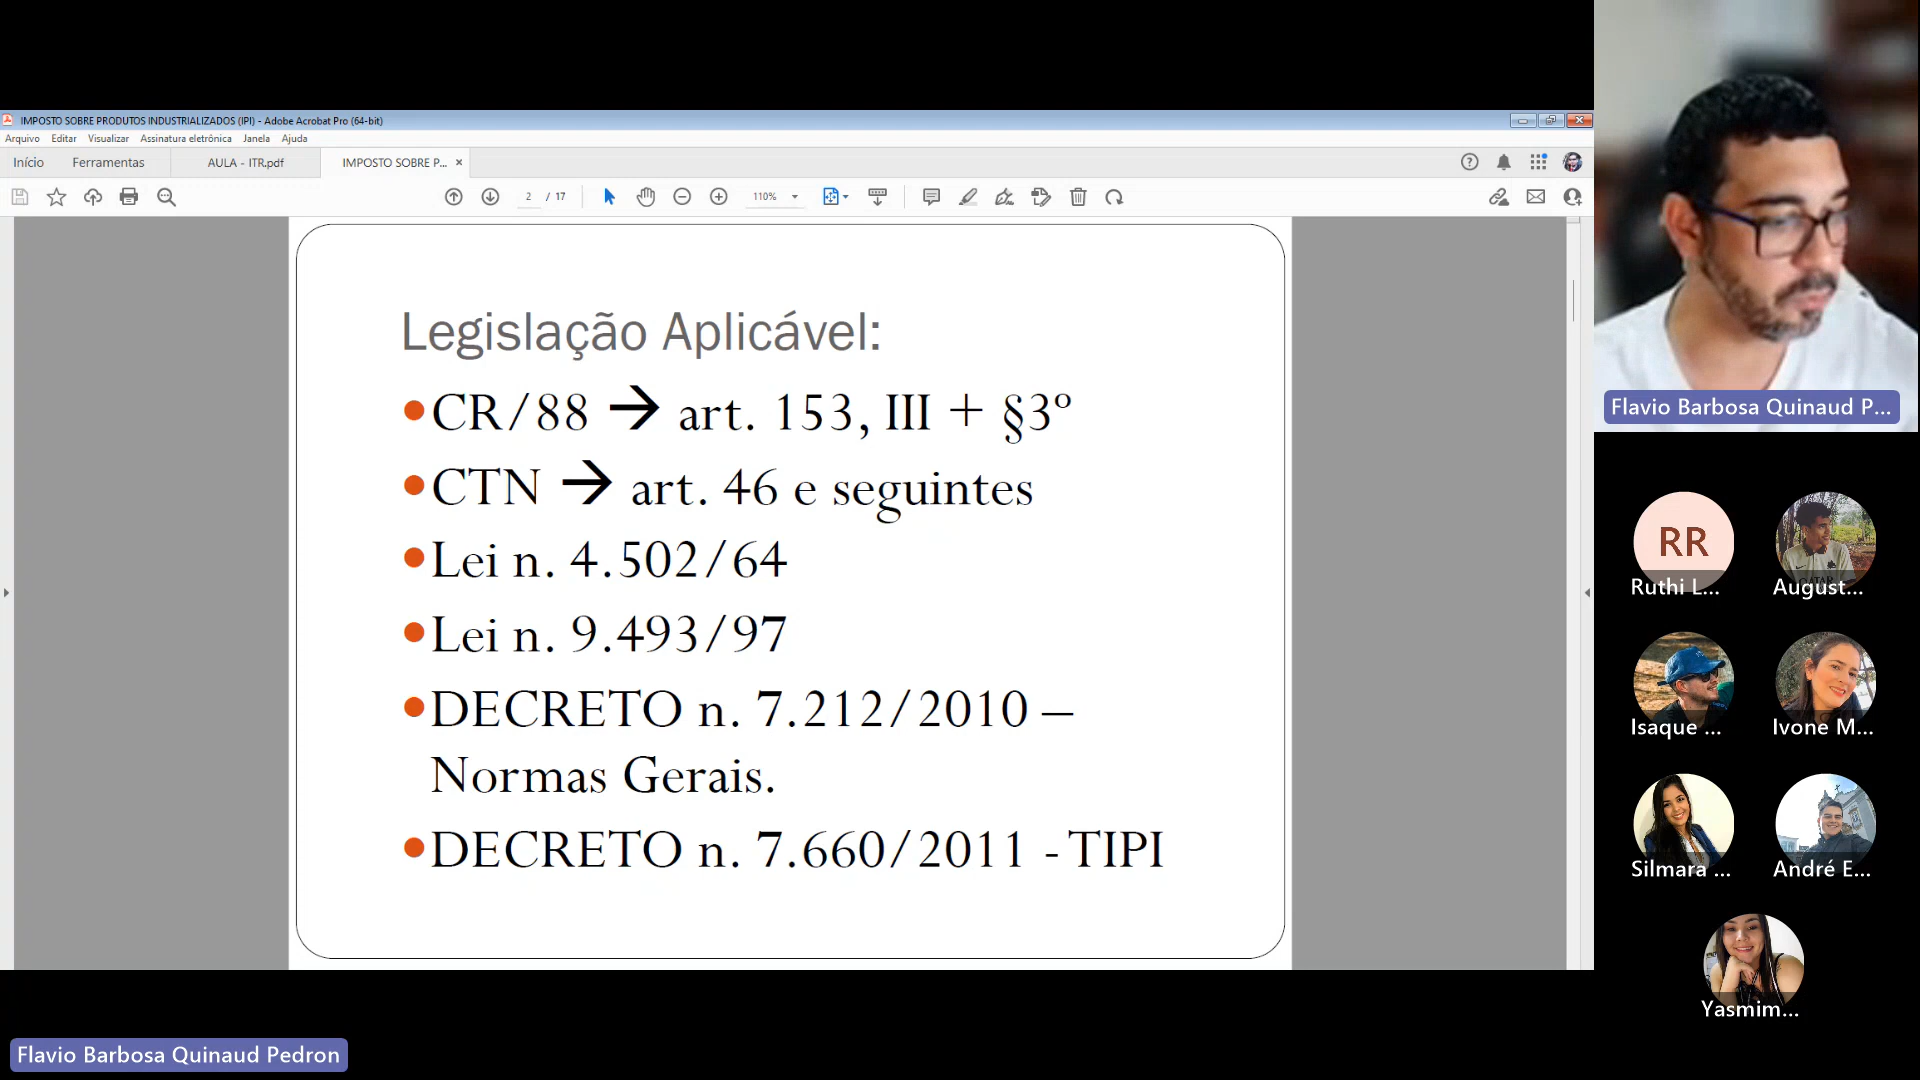 IMPOSTO SOBRE PRODUTOS INDUSTRIALIZADOS (IPI) - Adobe Acrobat Pro (64-bit)
Arquivo Editar Visualizar Assinatura eletrônica Janela Ajuda
Início Ferramentas AULA - ITR.pdf IMPOSTO SOBRE P... ×
2 / 17 110%
Legislação Aplicável:
•CR/88 → art. 153, III + §3º
•CTN → art. 46 e seguintes
•Lei n. 4.502/64
•Lei n. 9.493/97
•DECRETO n. 7.212/2010 –
Normas Gerais.
•DECRETO n. 7.660/2011 - TIPI
Flavio Barbosa Quinaud P...
RR
Ruthi L... August...
Isaque ... Ivone M...
Silmara ... André E...
Yasmim...
Flavio Barbosa Quinaud Pedron